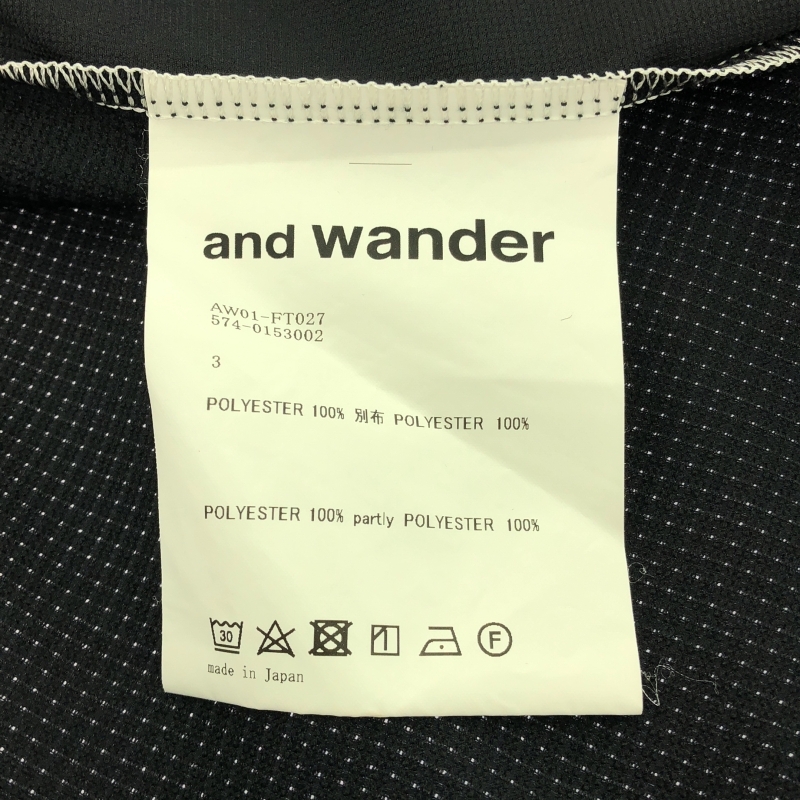 and wander
AW01-FT027
574-0153002
3
POLYESTER 100% 別布 POLYESTER 100%
POLYESTER 100% partly POLYESTER 100%
30 F
made in Japan